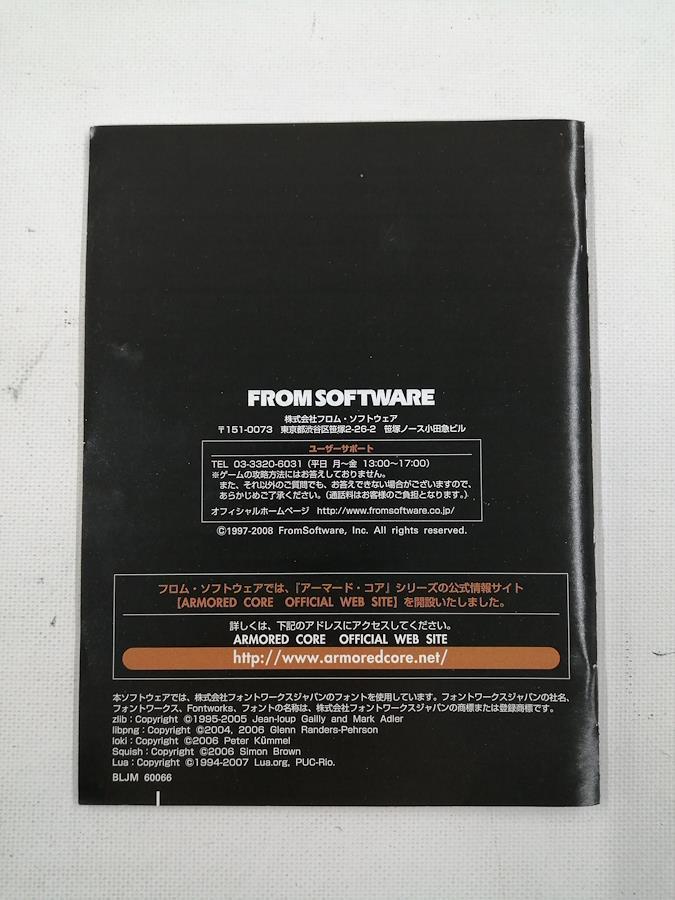 FROMSOFTWARE
株式会社フロム・ソフトウェア
〒151-0073　東京都渋谷区笹塚2-26-2　笹塚ノース小田急ビル
ユーザーサポート
TEL 03-3320-6031（平日 月～金 13:00～17:00）
※ゲームの攻略方法にはお答えしておりません。
また、それ以外のご質問でも、お答えできない場合がございますので、
あらかじめご了承ください。（通話料はお客様のご負担となります。）
オフィシャルホームページ http://www.fromsoftware.co.jp/
©1997-2008 FromSoftware, Inc. All rights reserved.
フロム・ソフトウェアでは、『アーマード・コア』シリーズの公式情報サイト
【ARMORED CORE OFFICIAL WEB SITE】を開設いたしました。
詳しくは、下記のアドレスにアクセスしてください。
ARMORED CORE OFFICIAL WEB SITE
http://www.armoredcore.net/
本ソフトウェアでは、株式会社フォントワークスジャパンのフォントを使用しています。フォントワークスジャパンの社名、
フォントワークス、Fontworks、フォントの名称は、株式会社フォントワークスジャパンの商標または登録商標です。
zlib：Copyright ©1995-2005 Jean-loup Gailly and Mark Adler
libpng：Copyright ©2004, 2006 Glenn Randers-Pehrson
loki：Copyright ©2006 Peter Kümmel
Squish：Copyright ©2006 Simon Brown
Lua：Copyright ©1994-2007 Lua.org, PUC-Rio.
BLJM 60066